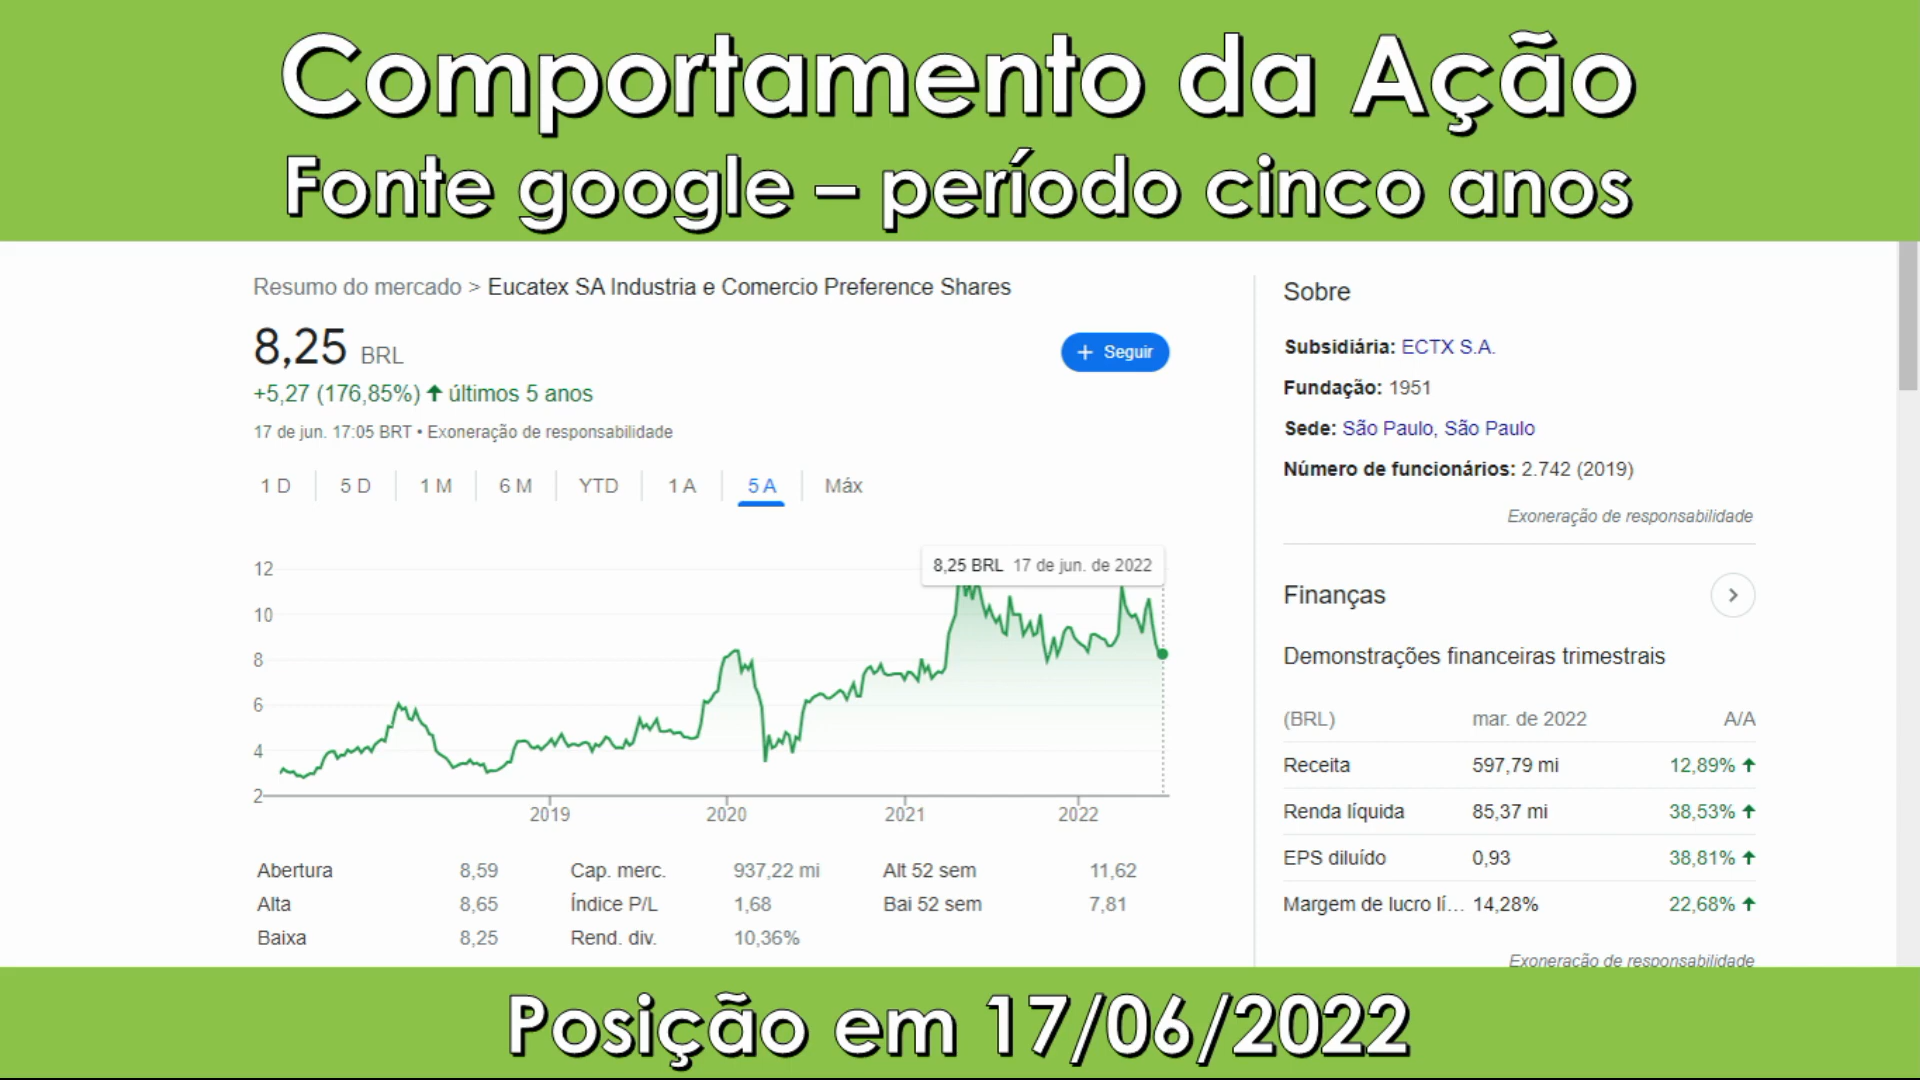 Comportamento da Ação
Fonte google – período cinco anos
Resumo do mercado > Eucatex SA Industria e Comercio Preference Shares
8,25 BRL
+ Seguir
+5,27 (176,85%) ↑ últimos 5 anos
17 de jun. 17:05 BRT • Exoneração de responsabilidade
1 D 5 D 1 M 6 M YTD 1 A 5 A Máx
8,25 BRL 17 de jun. de 2022
12
10
8
6
4
2
2019 2020 2021 2022
Abertura 8,59 Cap. merc. 937,22 mi Alt 52 sem 11,62
Alta 8,65 Índice P/L 1,68 Bai 52 sem 7,81
Baixa 8,25 Rend. div. 10,36%
Sobre
Subsidiária: ECTX S.A.
Fundação: 1951
Sede: São Paulo, São Paulo
Número de funcionários: 2.742 (2019)
Exoneração de responsabilidade
Finanças
Demonstrações financeiras trimestrais
(BRL) mar. de 2022 A/A
Receita 597,79 mi 12,89% ↑
Renda líquida 85,37 mi 38,53% ↑
EPS diluído 0,93 38,81% ↑
Margem de lucro lí... 14,28% 22,68% ↑
Exoneração de responsabilidade
Posição em 17/06/2022